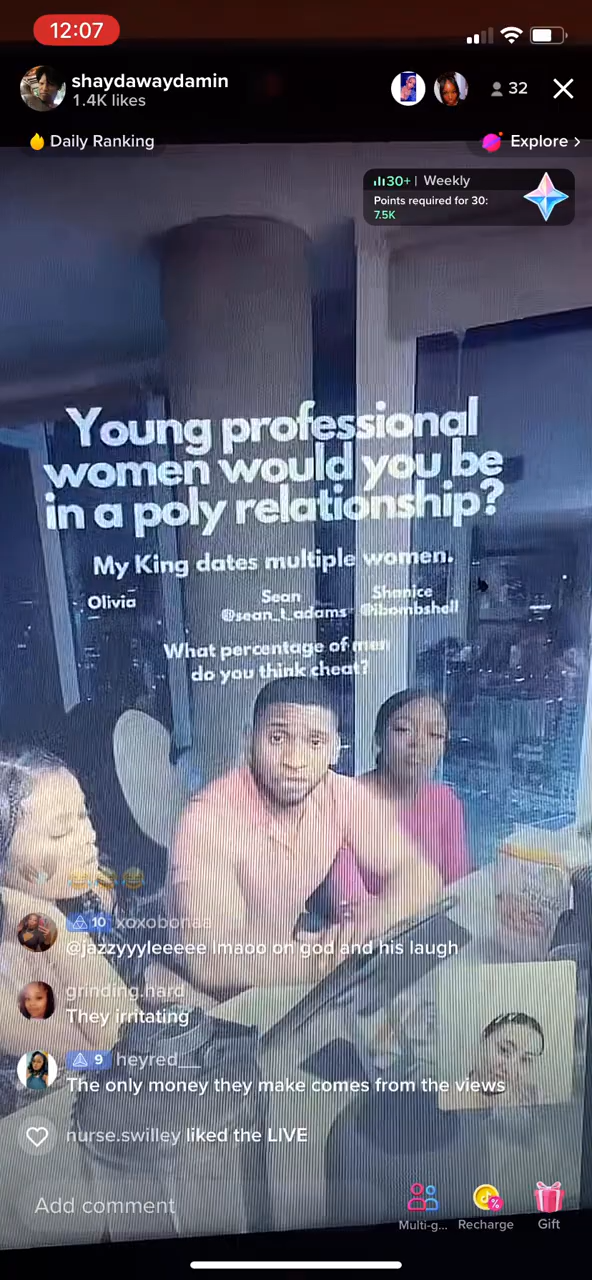 12:07
shaydawaydamin
1.4K likes
32
Daily Ranking
Explore >
30+ | Weekly
Points required for 30:
7.5K
Young professional
women would you be
in a poly relationship?
My King dates multiple women.
Olivia
Sean
@sean_t_adams
Shanice
@ibombshell
What percentage of men
do you think cheat?
10 xoxobonaa
@jazzyyyleeeee lmaoo on god and his laugh
grinding.hard
They irritating
9 heyred__
The only money they make comes from the views
nurse.swilley liked the LIVE
Add comment
Multi-g...
Recharge
Gift